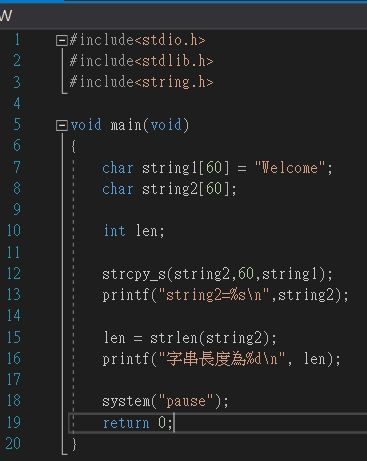 W
1 #include<stdio.h>
2 #include<stdlib.h>
3 #include<string.h>
4
5 void main(void)
6 {
7 char string1[60] = "Welcome";
8 char string2[60];
9
10 int len;
11
12 strcpy_s(string2,60,string1);
13 printf("string2=%s\n",string2);
14
15 len = strlen(string2);
16 printf("字串長度為%d\n", len);
17
18 system("pause");
19 return 0;
20 }